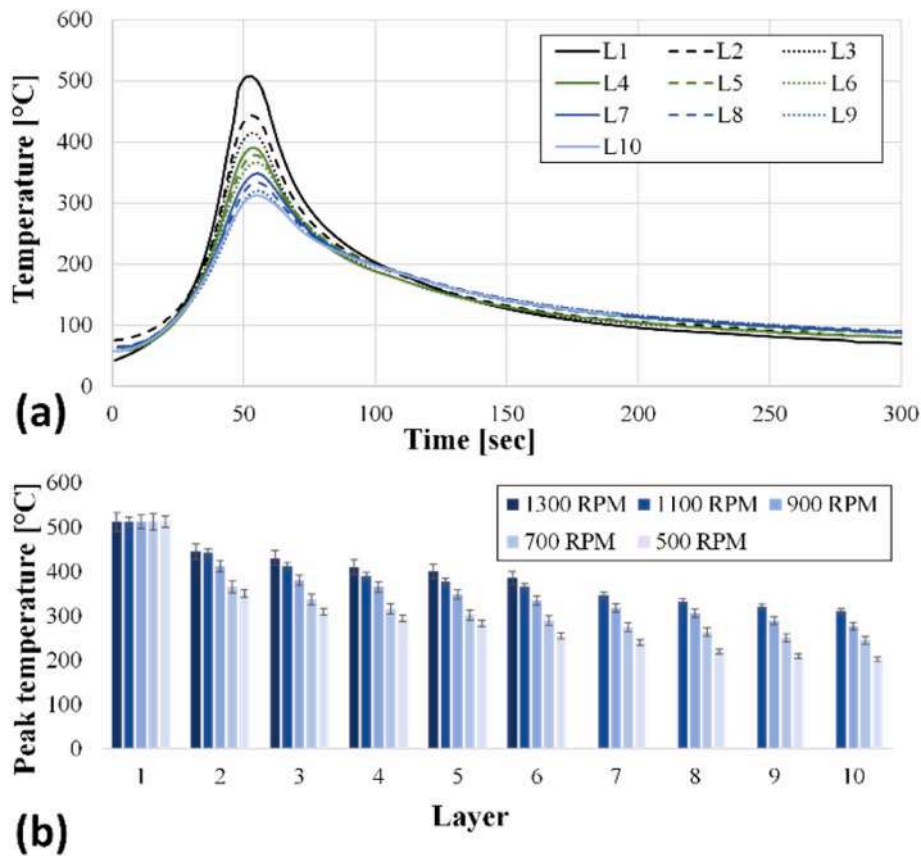 600
500
400
300
200
100
0
Temperature [°C]
L1 L2 L3
L4 L5 L6
L7 L8 L9
L10
0 50 100 150 200 250 300
Time [sec]
(a)
600
500
400
300
200
100
0
Peak temperature [°C]
1300 RPM 1100 RPM 900 RPM
700 RPM 500 RPM
1 2 3 4 5 6 7 8 9 10
Layer
(b)